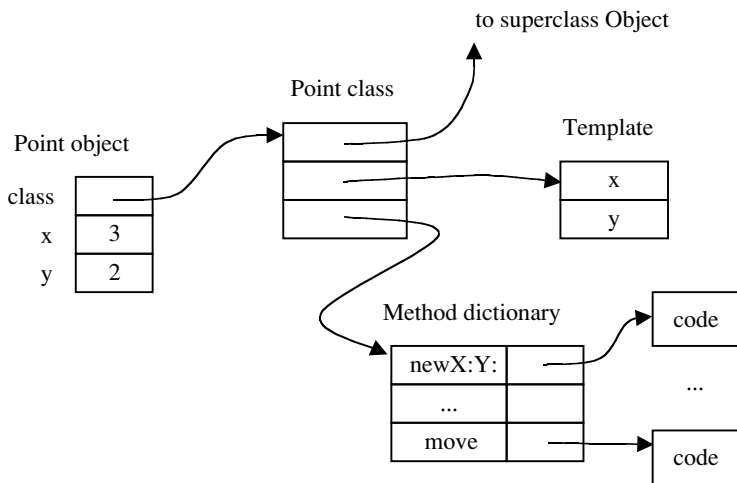 to superclass Object
Point class
Template
Point object
class
x
3
y
2
x
y
Method dictionary
newX:Y:
...
move
code
...
code